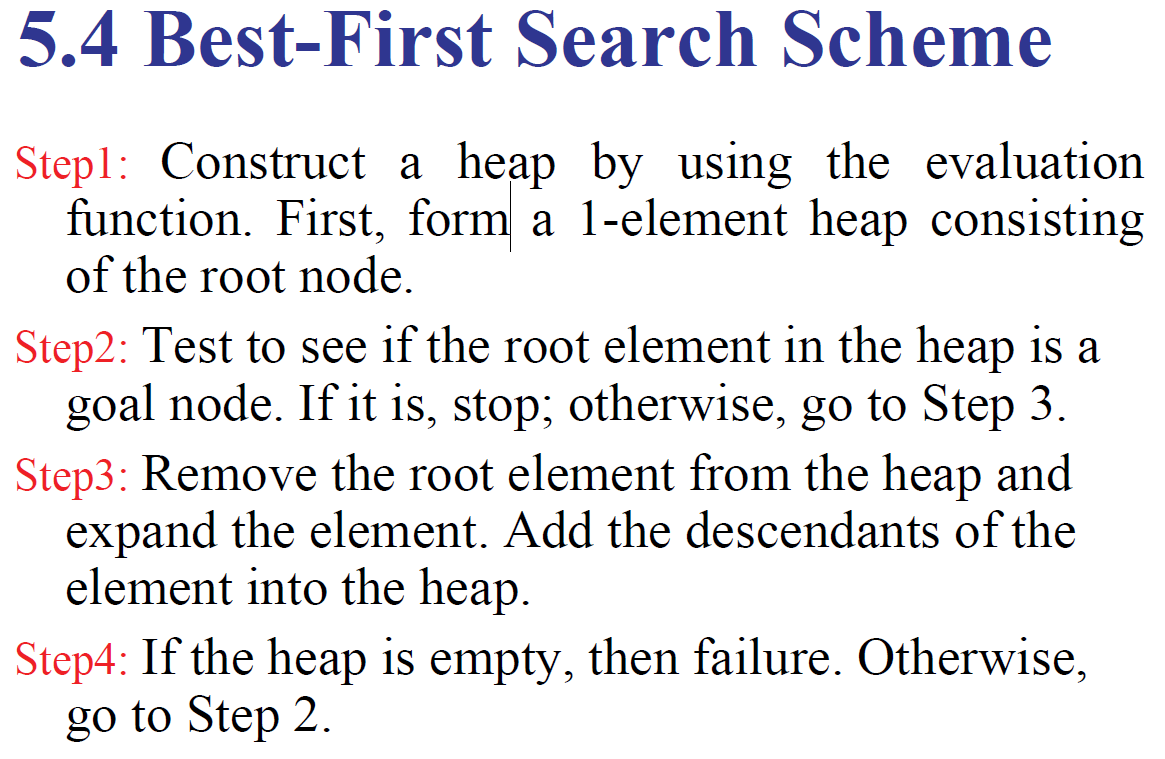 5.4 Best-First Search Scheme
Step1: Construct a heap by using the evaluation
function. First, form a 1-element heap consisting
of the root node.
Step2: Test to see if the root element in the heap is a
goal node. If it is, stop; otherwise, go to Step 3.
Step3: Remove the root element from the heap and
expand the element. Add the descendants of the
element into the heap.
Step4: If the heap is empty, then failure. Otherwise,
go to Step 2.